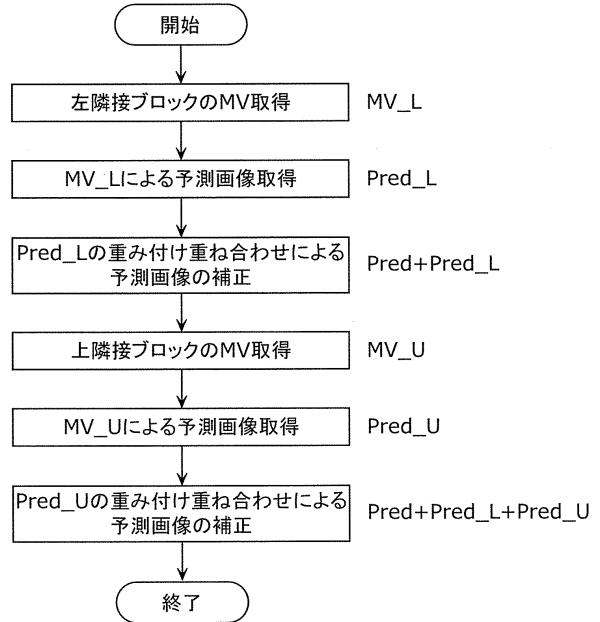 開始
左隣接ブロックのMV取得
MV_L
MV_Lによる予測画像取得
Pred_L
Pred_Lの重み付け重ね合わせによる
予測画像の補正
Pred+Pred_L
上隣接ブロックのMV取得
MV_U
MV_Uによる予測画像取得
Pred_U
Pred_Uの重み付け重ね合わせによる
予測画像の補正
Pred+Pred_L+Pred_U
終了